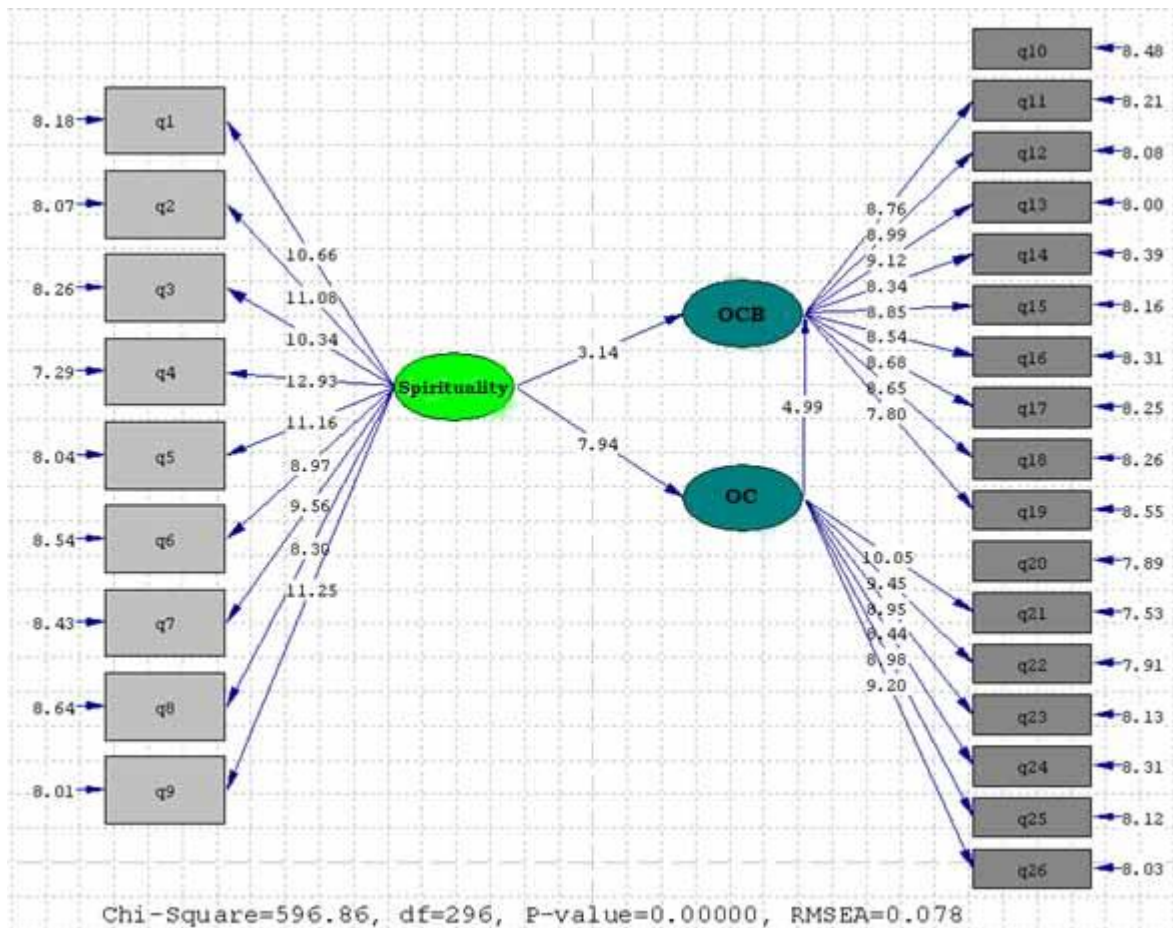 8.18 q1
8.07 q2
8.26 q3
7.29 q4
8.04 q5
8.54 q6
8.43 q7
8.64 q8
8.01 q9
10.66
11.08
10.34
12.93
11.16
8.97
9.56
8.30
11.25
Spirituality
3.14
7.94
OCB
4.99
OC
8.76
8.99
9.12
8.34
8.85
8.54
8.68
8.65
7.80
10.05
9.45
8.95
8.44
8.98
9.20
q10 8.48
q11 8.21
q12 8.08
q13 8.00
q14 8.39
q15 8.16
q16 8.31
q17 8.25
q18 8.26
q19 8.55
q20 7.89
q21 7.53
q22 7.91
q23 8.13
q24 8.31
q25 8.12
q26 8.03
Chi-Square=596.86, df=296, P-value=0.00000, RMSEA=0.078